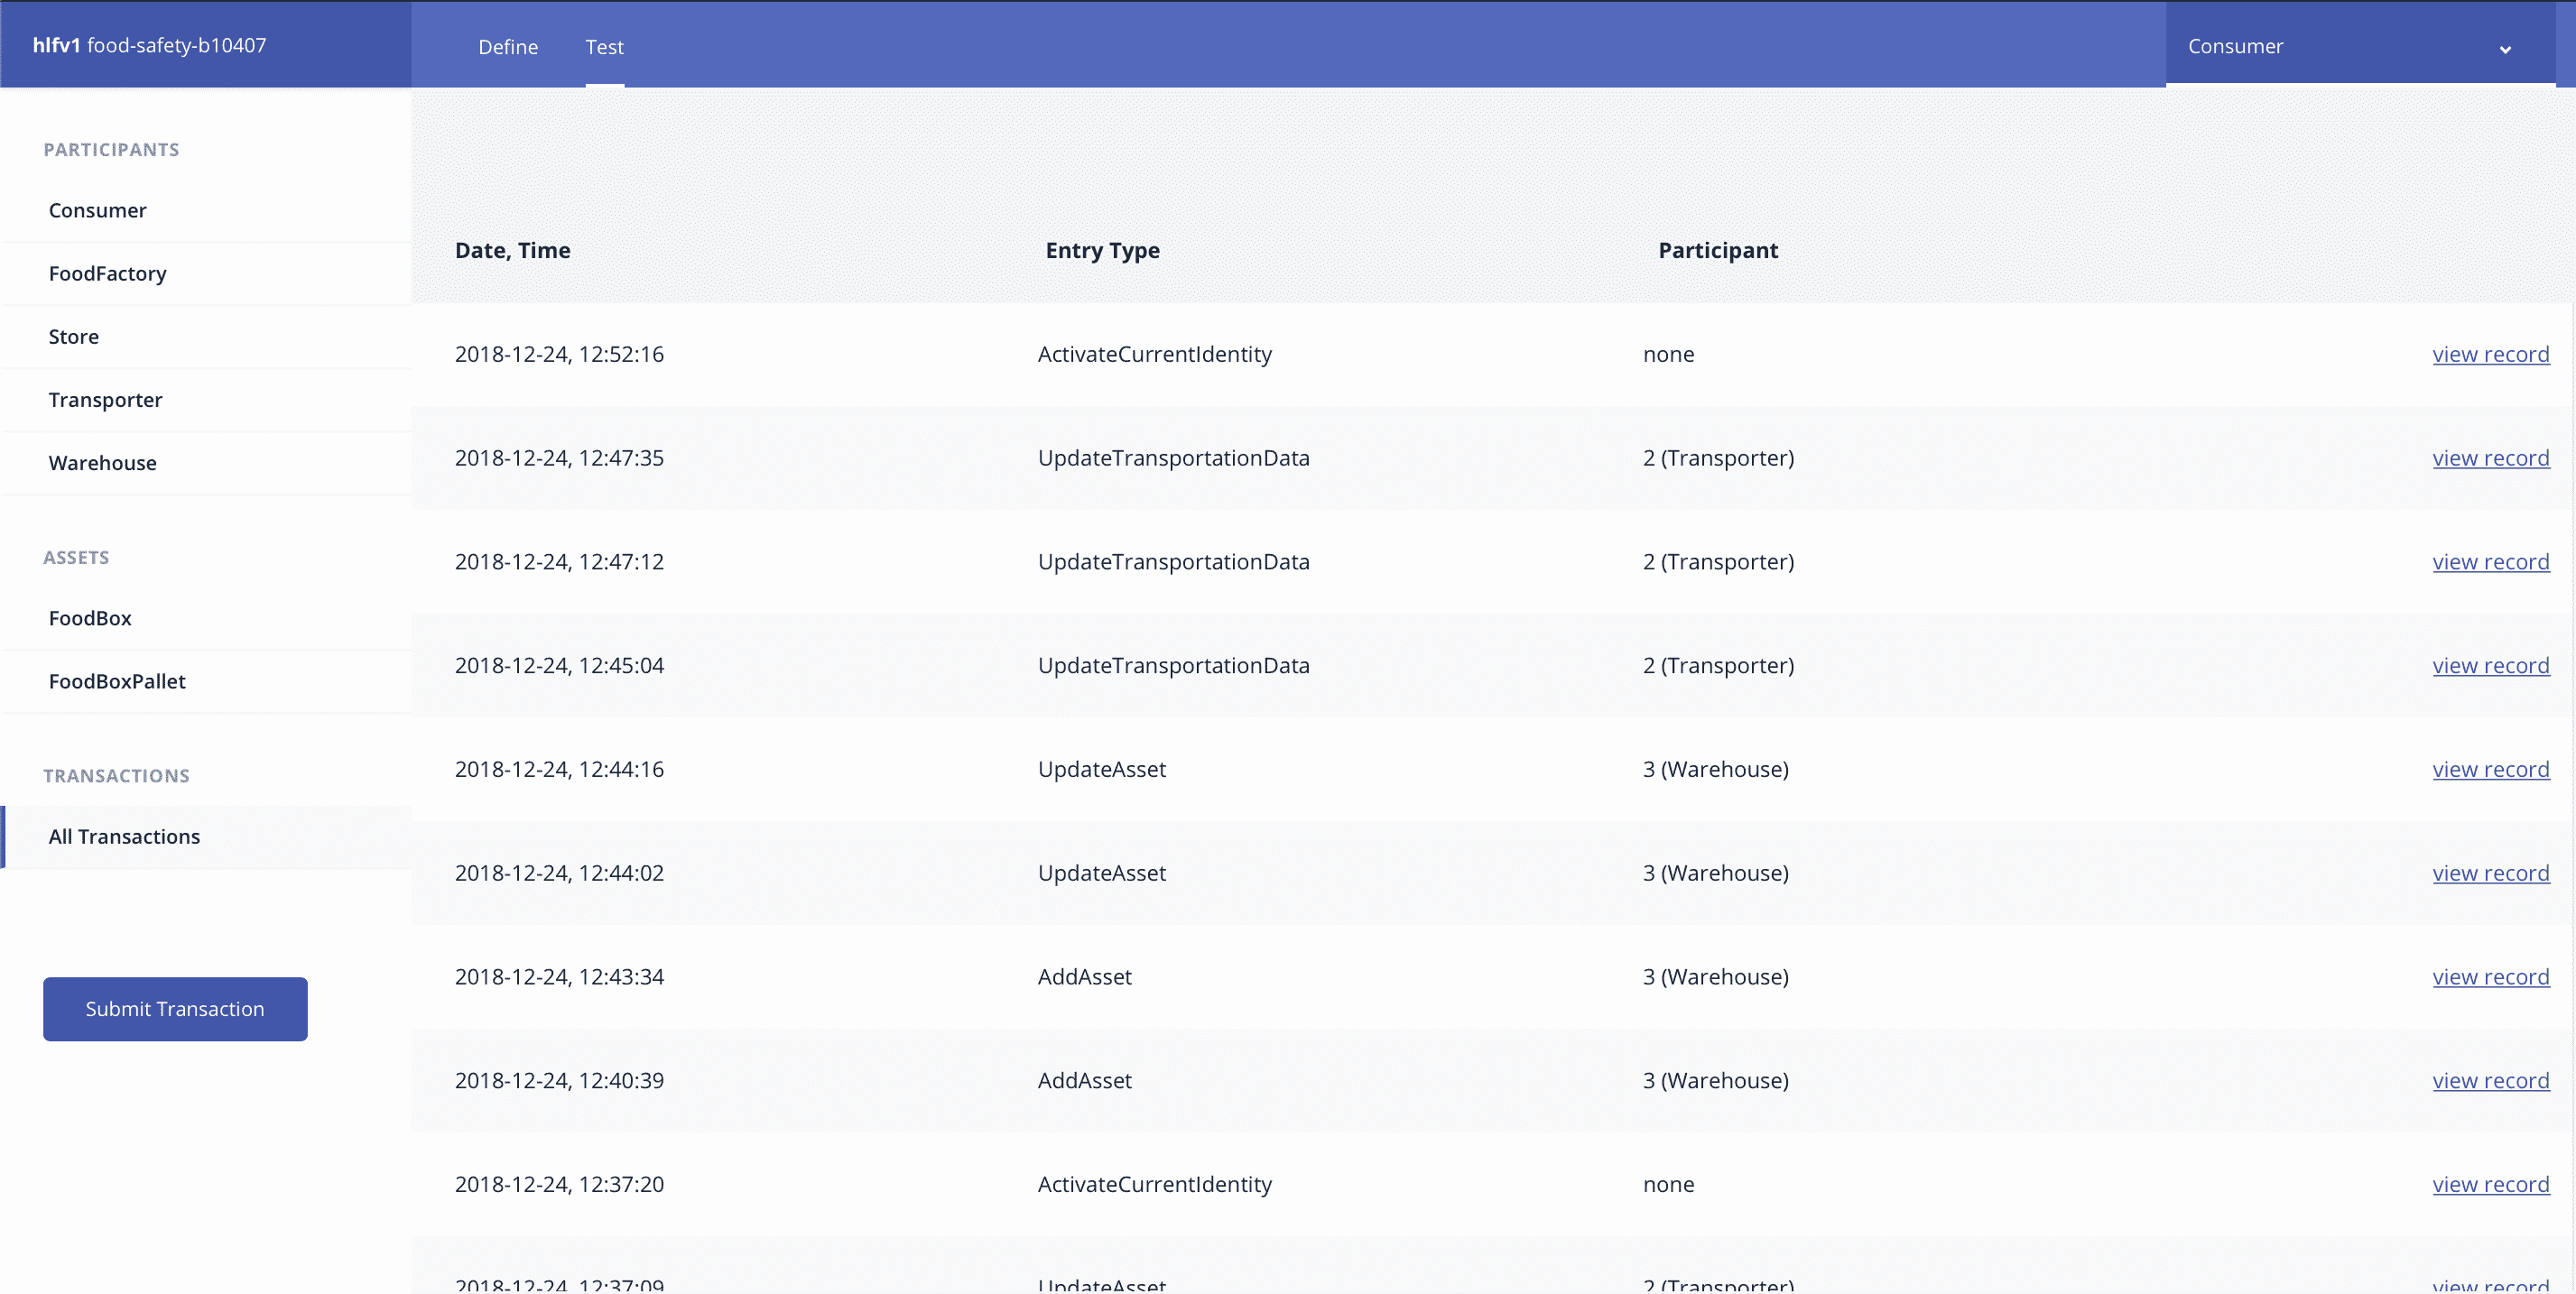 hlfv1 food-safety-b10407
Define Test
Consumer
PARTICIPANTS
Consumer
FoodFactory
Store
Transporter
Warehouse
ASSETS
FoodBox
FoodBoxPallet
TRANSACTIONS
All Transactions
Submit Transaction
Date, Time Entry Type Participant
2018-12-24, 12:52:16 ActivateCurrentIdentity none view record
2018-12-24, 12:47:35 UpdateTransportationData 2 (Transporter) view record
2018-12-24, 12:47:12 UpdateTransportationData 2 (Transporter) view record
2018-12-24, 12:45:04 UpdateTransportationData 2 (Transporter) view record
2018-12-24, 12:44:16 UpdateAsset 3 (Warehouse) view record
2018-12-24, 12:44:02 UpdateAsset 3 (Warehouse) view record
2018-12-24, 12:43:34 AddAsset 3 (Warehouse) view record
2018-12-24, 12:40:39 AddAsset 3 (Warehouse) view record
2018-12-24, 12:37:20 ActivateCurrentIdentity none view record
2018-12-24, 12:37:09 UpdateAsset 2 (Transporter) view record